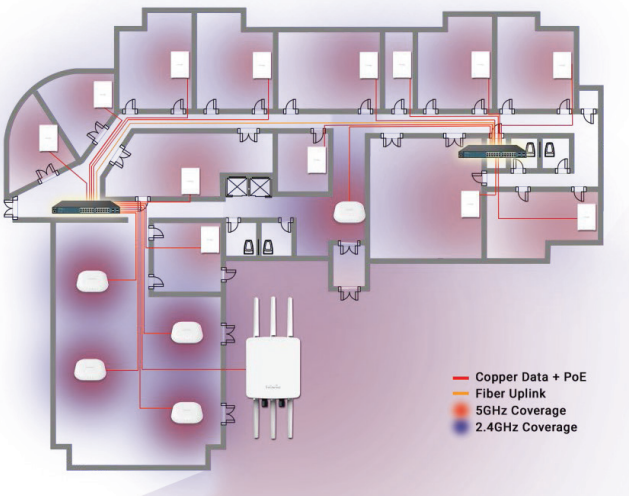 Copper Data + PoE
Fiber Uplink
5GHz Coverage
2.4GHz Coverage